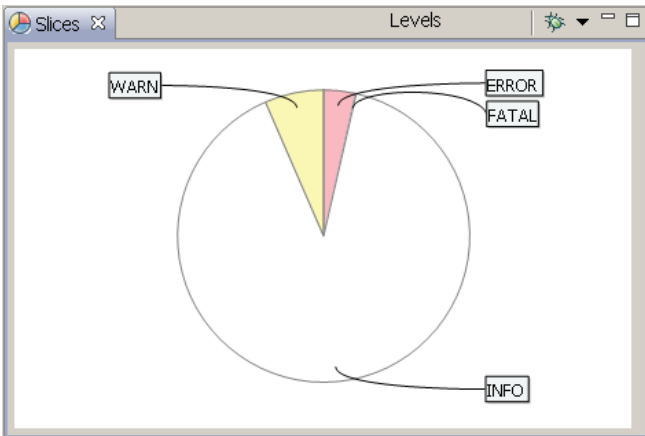 Slices
Levels
WARN
ERROR
FATAL
INFO